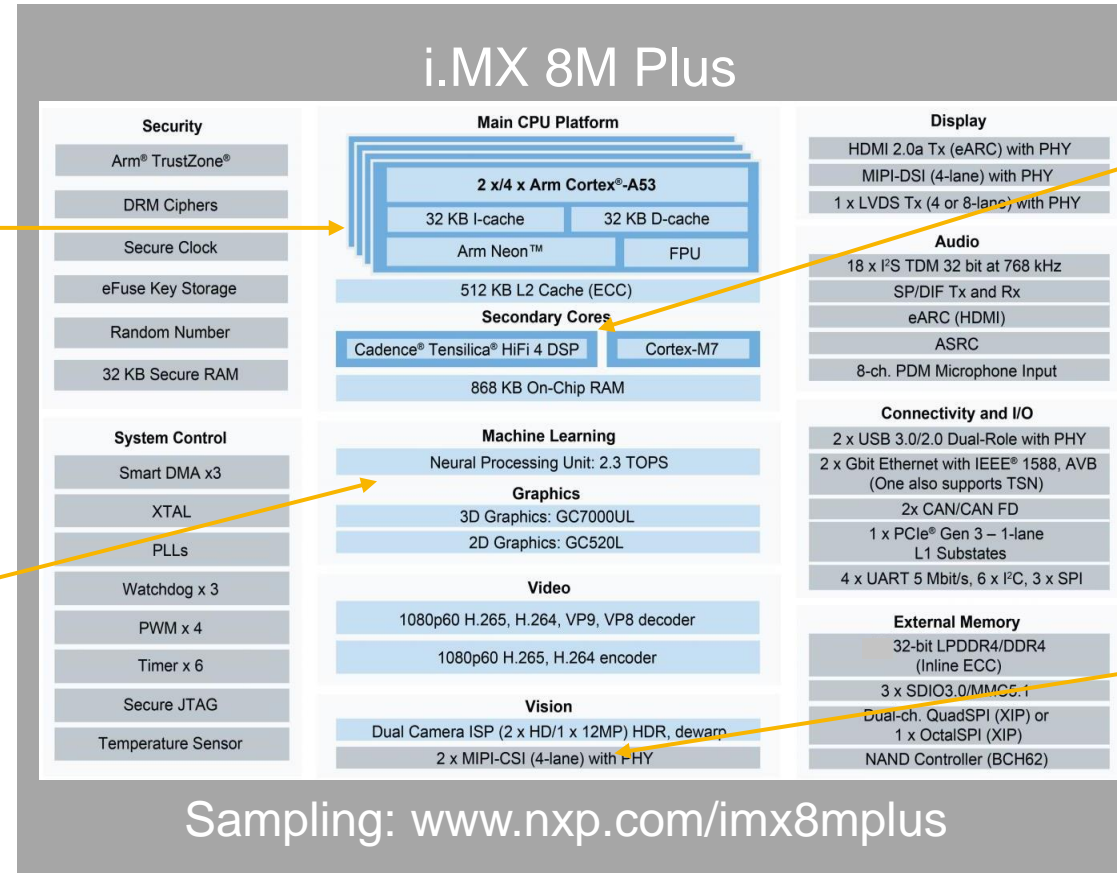 i.MX 8M Plus
Security
Arm® TrustZone®
DRM Ciphers
Secure Clock
eFuse Key Storage
Random Number
32 KB Secure RAM
System Control
Smart DMA x3
XTAL
PLLs
Watchdog x 3
PWM x 4
Timer x 6
Secure JTAG
Temperature Sensor
Main CPU Platform
2 x/4 x Arm Cortex®-A53
32 KB I-cache
32 KB D-cache
Arm Neon™
FPU
512 KB L2 Cache (ECC)
Secondary Cores
Cadence® Tensilica® HiFi 4 DSP
Cortex-M7
868 KB On-Chip RAM
Machine Learning
Neural Processing Unit: 2.3 TOPS
Graphics
3D Graphics: GC7000UL
2D Graphics: GC520L
Video
1080p60 H.265, H.264, VP9, VP8 decoder
1080p60 H.265, H.264 encoder
Vision
Dual Camera ISP (2 x HD/1 x 12MP) HDR, dewarp
2 x MIPI-CSI (4-lane) with PHY
Display
HDMI 2.0a Tx (eARC) with PHY
MIPI-DSI (4-lane) with PHY
1 x LVDS Tx (4 or 8-lane) with PHY
Audio
18 x I²S TDM 32 bit at 768 kHz
SP/DIF Tx and Rx
eARC (HDMI)
ASRC
8-ch. PDM Microphone Input
Connectivity and I/O
2 x USB 3.0/2.0 Dual-Role with PHY
2 x Gbit Ethernet with IEEE® 1588, AVB
(One also supports TSN)
2x CAN/CAN FD
1 x PCIe® Gen 3 – 1-lane
L1 Substates
4 x UART 5 Mbit/s, 6 x I²C, 3 x SPI
External Memory
32-bit LPDDR4/DDR4
(Inline ECC)
3 x SDIO3.0/MMC5.1
Dual-ch. QuadSPI (XIP) or
1 x OctalSPI (XIP)
NAND Controller (BCH62)
Sampling: www.nxp.com/imx8mplus